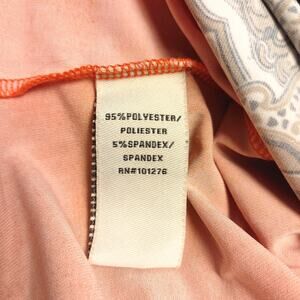 95%POLYESTER/
POLIESTER
5%SPANDEX/
SPANDEX
RN#101276